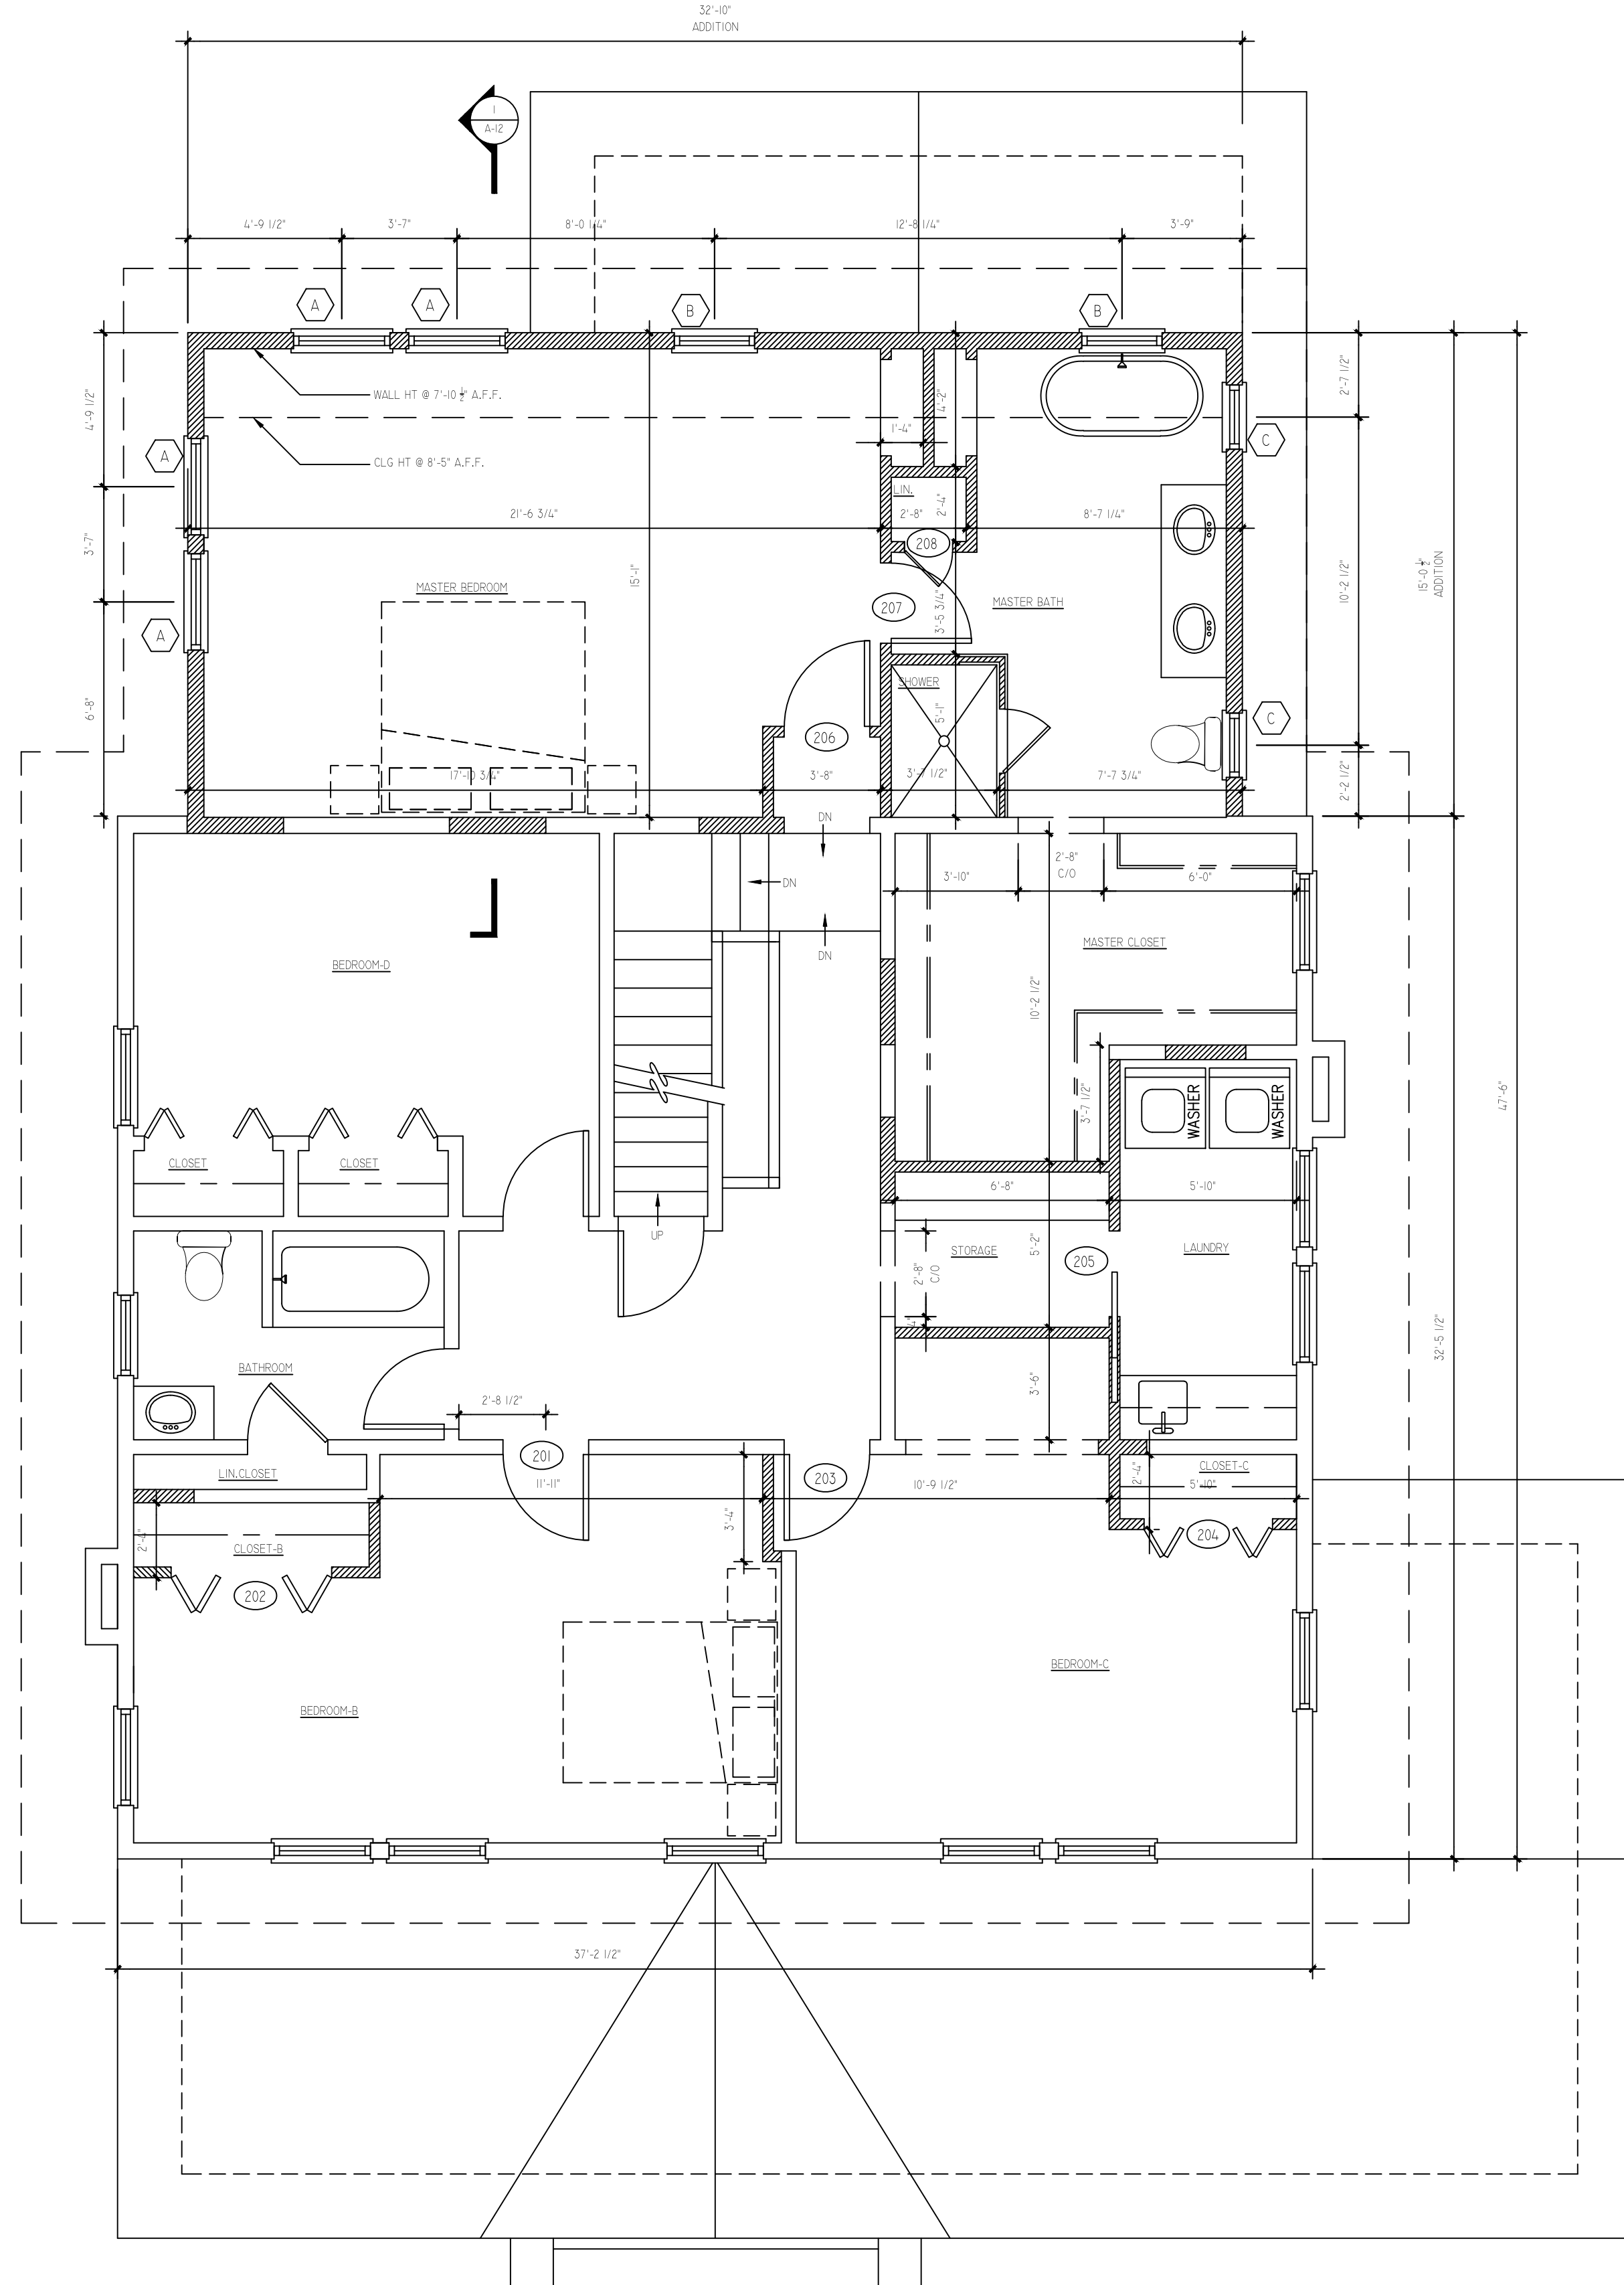 32'-10"
ADDITION
1
A-12
4'-9 1/2"
3'-7"
8'-0 1/4"
12'-8 1/4"
3'-9"
A
A
B
B
WALL HT @ 7'-10 1/2" A.F.F.
CLG HT @ 8'-5" A.F.F.
4'-9 1/2"
3'-7"
6'-8"
A
A
1'-4"
4'-2"
C
2'-7 1/2"
LIN.
2'-8"
2'-4"
21'-6 3/4"
8'-7 1/4"
208
15'-1"
MASTER BEDROOM
207
3'-5 3/4"
MASTER BATH
10'-2 1/2"
15'-0 1/2"
ADDITION
SHOWER
5'-1"
C
206
17'-10 3/4"
3'-8"
3'-7 1/2"
7'-7 3/4"
2'-2 1/2"
DN
DN
DN
2'-8"
C/O
3'-10"
6'-0"
MASTER CLOSET
BEDROOM-D
10'-2 1/2"
3'-7 1/2"
WASHER
WASHER
47'-6"
CLOSET
CLOSET
6'-8"
5'-10"
UP
STORAGE
5'-2"
205
LAUNDRY
2'-8"
C/O
4"
32'-5 1/2"
BATHROOM
3'-6"
2'-8 1/2"
201
11'-11"
203
10'-9 1/2"
LIN.CLOSET
CLOSET-C
5'-10"
2'-4"
204
3'-4"
2'-4"
CLOSET-B
202
BEDROOM-C
BEDROOM-B
37'-2 1/2"